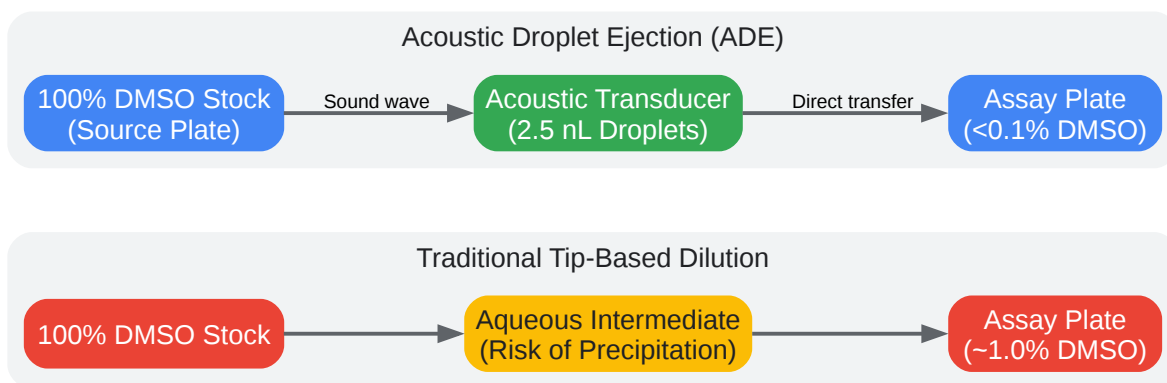 Acoustic Droplet Ejection (ADE)
100% DMSO Stock
(Source Plate)
Sound wave
Acoustic Transducer
(2.5 nL Droplets)
Direct transfer
Assay Plate
(<0.1% DMSO)
Traditional Tip-Based Dilution
100% DMSO Stock
Aqueous Intermediate
(Risk of Precipitation)
Assay Plate
(~1.0% DMSO)